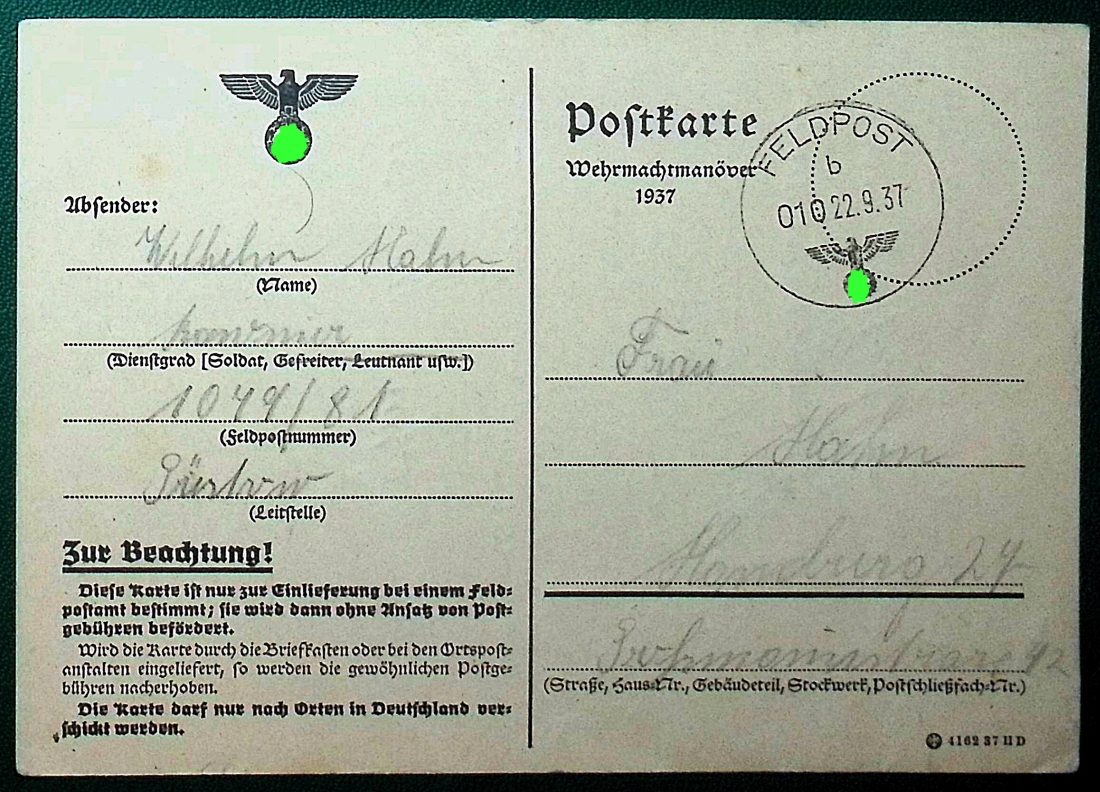 Absender:
Wilhelm Hahn
(Name)
(Dienstgrad [Soldat, Gefreiter, Leutnant usw.])
(Feldpostnummer)
Güstrow
(Leitstelle)
Zur Beachtung!
Diese Karte ist nur zur Einlieferung bei einem Feld-
postamt bestimmt; sie wird dann ohne Ansatz von Post-
gebühren befördert.
Wird die Karte durch die Briefkasten oder bei den Ortspost-
anstalten eingeliefert, so werden die gewöhnlichen Postge-
bühren nacherhoben.
Die Karte darf nur nach Orten in Deutschland ver-
schickt werden.
Postkarte
Wehrmachtmanöver
1937
FELDPOST
b
010 22.9.37
Frau
Hahn
Hamburg 24
(Straße, Haus-Nr., Gebäudeteil, Stockwerk, Postschließfach-Nr.)
4162 37 II D